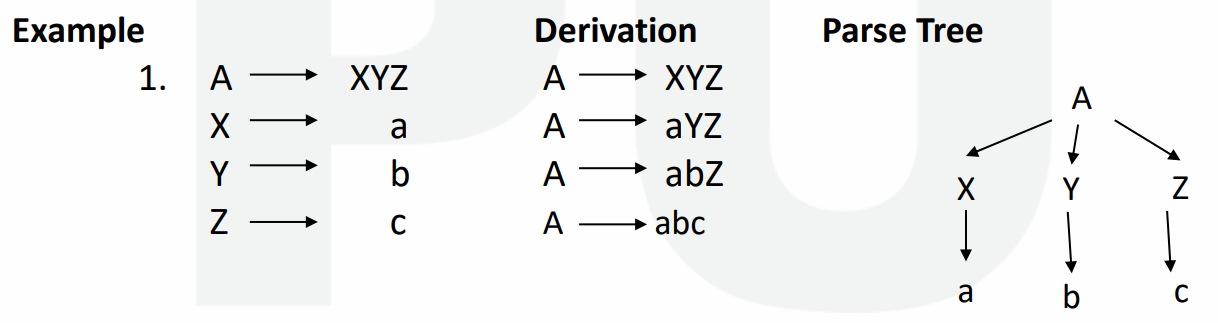 Example Derivation Parse Tree
1. A → XYZ A → XYZ
X → a A → aYZ
Y → b A → abZ
Z → c A → abc
A
X Y Z
a b c